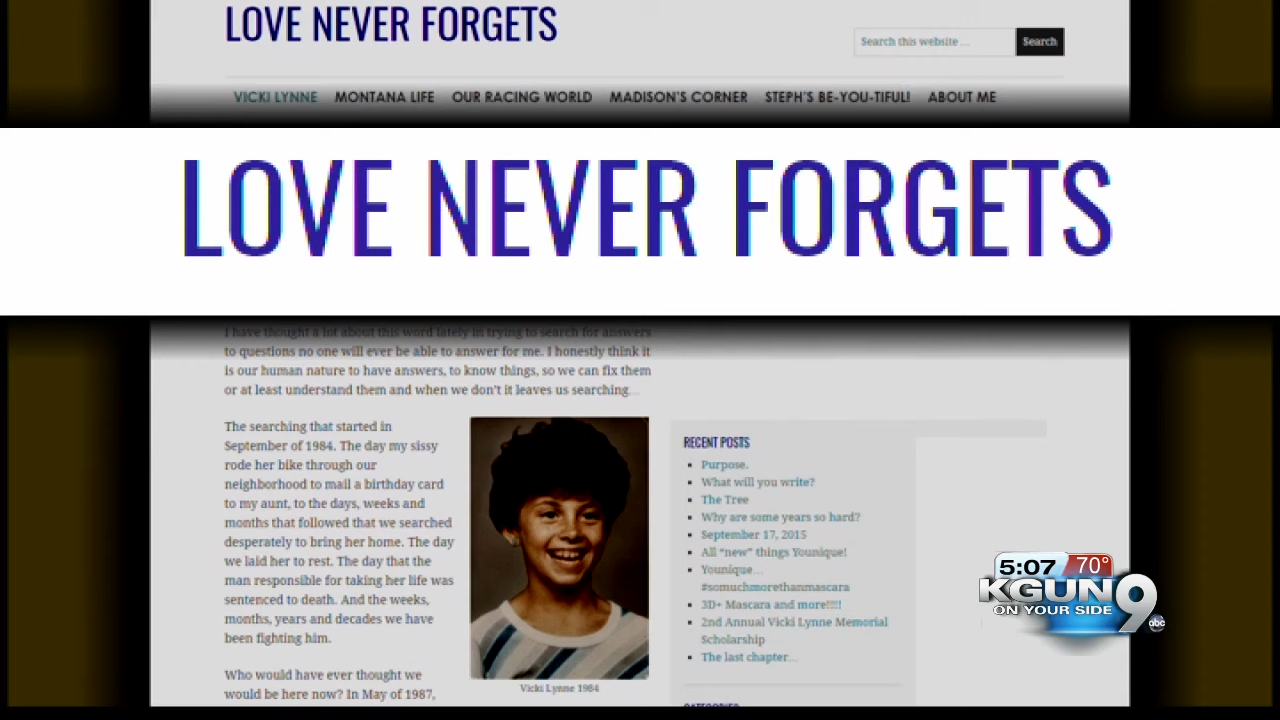 LOVE NEVER FORGETS
Search this website ...
Search
VICKI LYNNE MONTANA LIFE OUR RACING WORLD MADISON'S CORNER STEPH'S BE-YOU-TIFUL! ABOUT ME
LOVE NEVER FORGETS
I have thought a lot about this word lately in trying to search for answers
to questions no one will ever be able to answer for me. I honestly think it
is our human nature to have answers, to know things, so we can fix them
or at least understand them and when we don't it leaves us searching...
The searching that started in
September of 1984. The day my sissy
rode her bike through our
neighborhood to mail a birthday card
to my aunt, to the days, weeks and
months that followed that we searched
desperately to bring her home. The day
we laid her to rest. The day that the
man responsible for taking her life was
sentenced to death. And the weeks,
months, years and decades we have
been fighting him.
Who would have ever thought we
would be here now? In May of 1987,
Vicki Lynne 1984
RECENT POSTS
Purpose.
What will you write?
The Tree
Why are some years so hard?
September 17, 2015
All "new" things Younique!
Younique...
#somuchmorethanmascara
3D+ Mascara and more!!!!
2nd Annual Vicki Lynne Memorial
Scholarship
The last chapter...
CATEGORIES
5:07 70°
KGUN 9
ON YOUR SIDE
abc